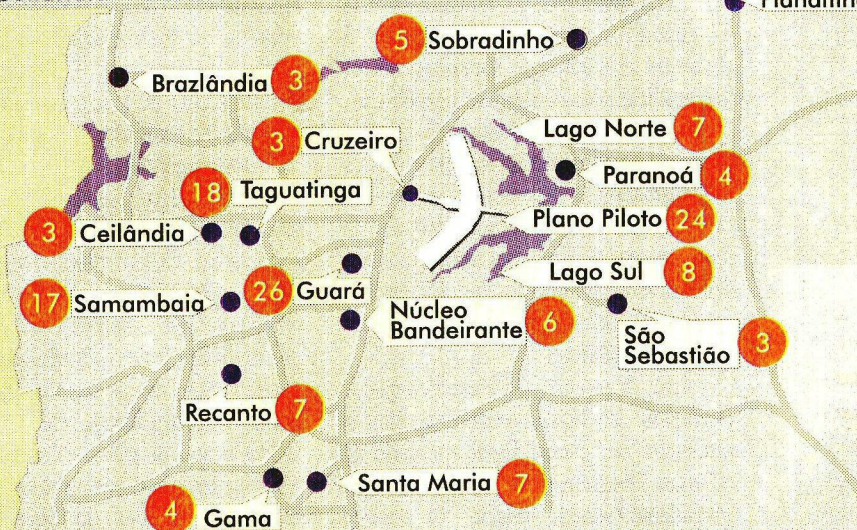 5 Sobradinho
Brazlândia 3
3 Cruzeiro
Lago Norte 7
Paranoá 4
18 Taguatinga
3 Ceilândia
Plano Piloto 24
Lago Sul 8
17 Samambaia
26 Guará
Núcleo
Bandeirante 6
São
Sebastião 3
Recanto 7
Santa Maria 7
4 Gama